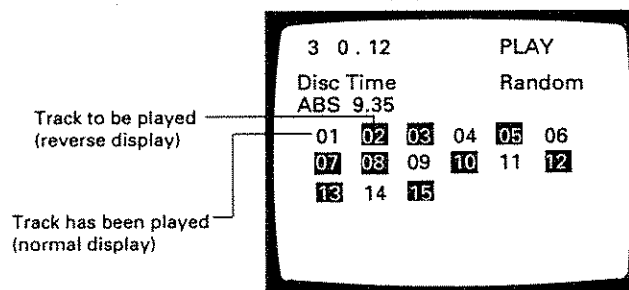 3 0.12 PLAY
Disc Time Random
ABS 9.35
Track to be played
(reverse display)
01 02 03 04 05 06
07 08 09 10 11 12
13 14 15
Track has been played
(normal display)